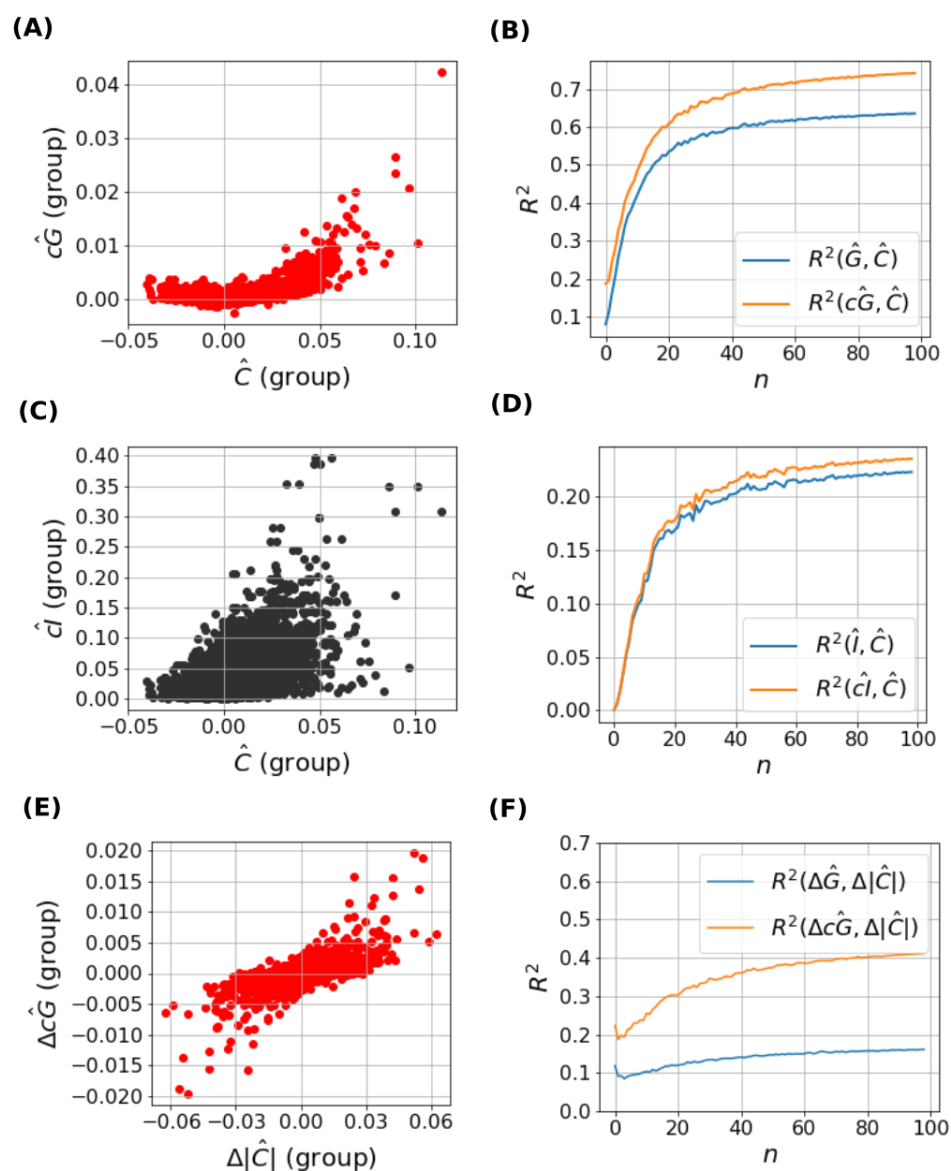 (A)
cĜ (group)
0.04
0.03
0.02
0.01
0.00
−0.05 0.00 0.05 0.10
Ĉ (group)
(B)
R²
0.7
0.6
0.5
0.4
0.3
0.2
0.1
R²(Ĝ, Ĉ)
R²(cĜ, Ĉ)
0 20 40 60 80 100
n
(C)
cÎ (group)
0.40
0.35
0.30
0.20
0.15
0.10
0.05
0.00
−0.05 0.00 0.05 0.10
Ĉ (group)
(D)
R²
0.20
0.15
0.10
0.05
0.00
R²(Î, Ĉ)
R²(cÎ, Ĉ)
0 20 40 60 80 100
n
(E)
ΔcĜ (group)
0.020
0.015
0.010
0.005
0.000
−0.005
−0.010
−0.015
−0.020
−0.06 −0.03 0.00 0.03 0.06
Δ|Ĉ| (group)
(F)
R²
0.7
0.6
0.5
0.4
0.3
0.2
0.1
0.0
R²(ΔĜ, Δ|Ĉ|)
R²(ΔcĜ, Δ|Ĉ|)
0 20 40 60 80 100
n